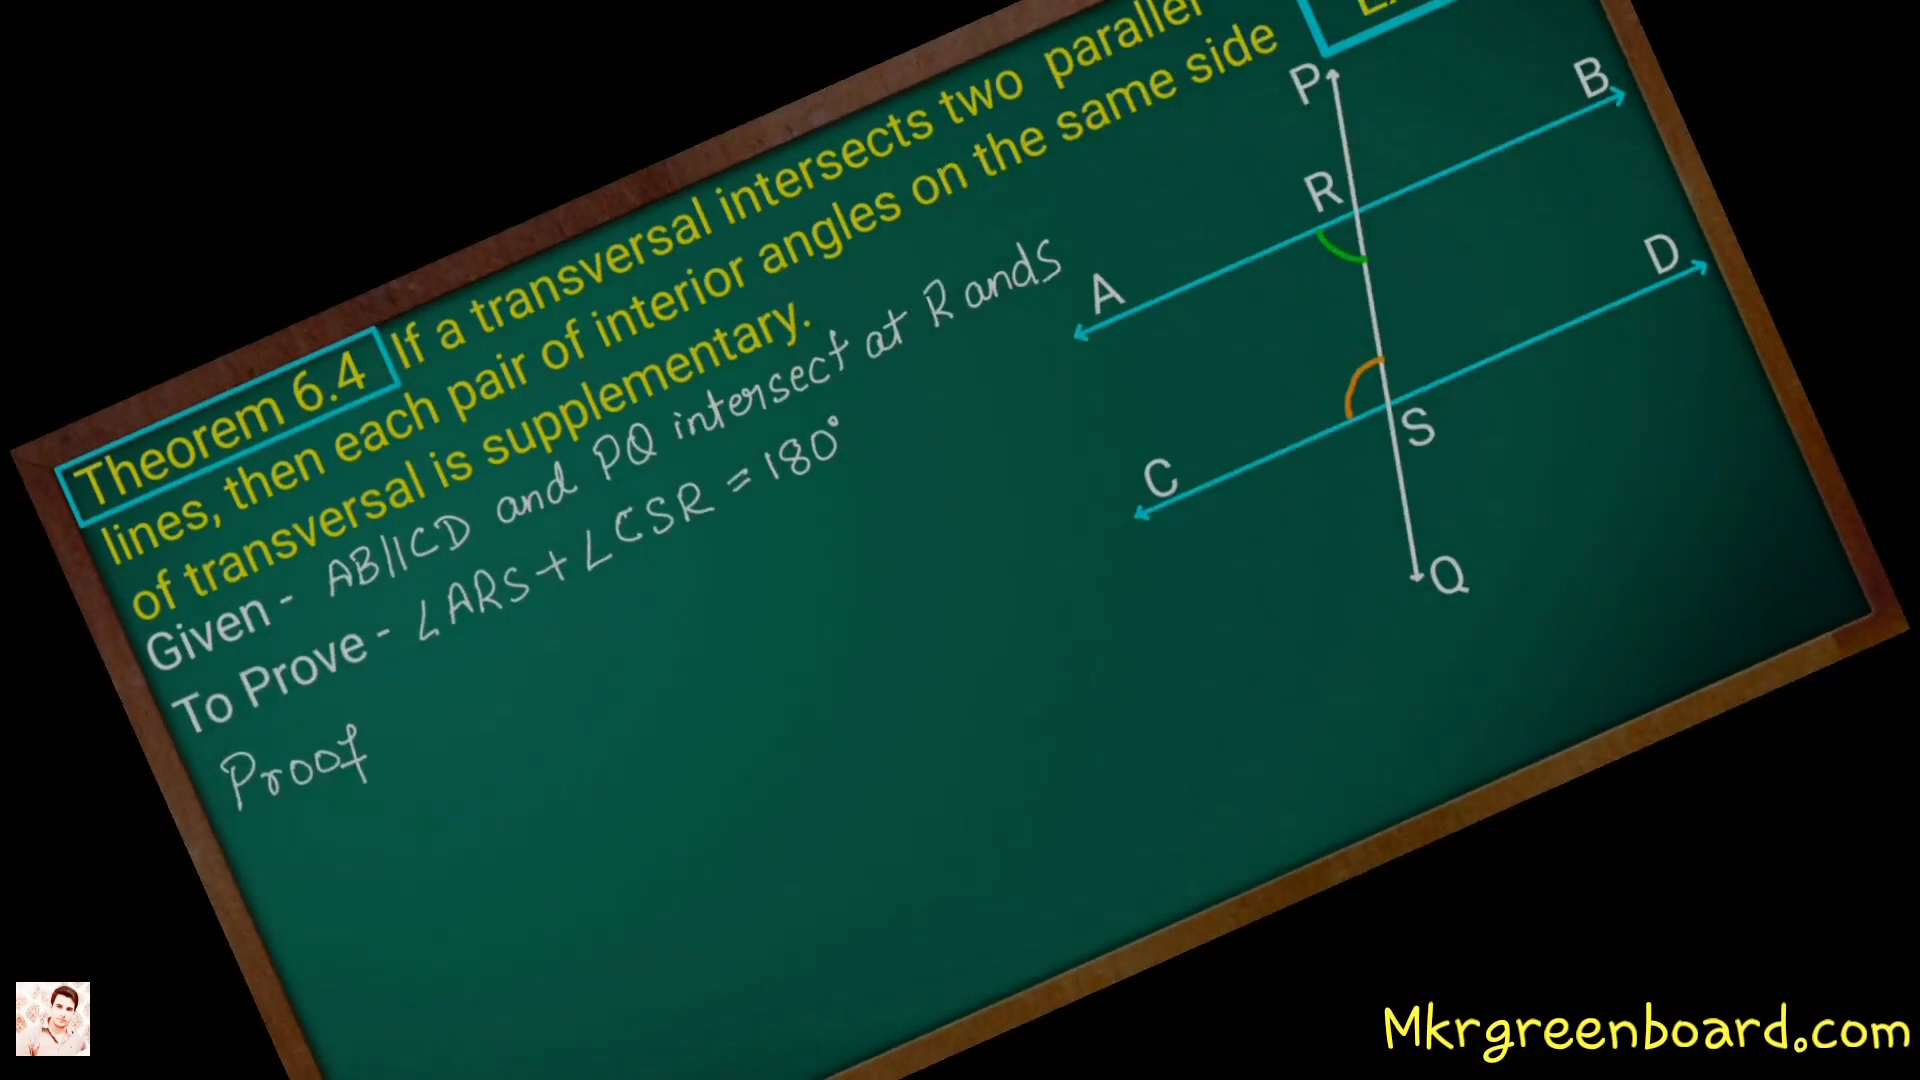 Theorem 6.4 If a transversal intersects two parallel
lines, then each pair of interior angles on the same side
of transversal is supplementary.
Given - AB||CD and PQ intersect at R and S
To Prove - ∠ARS + ∠CSR = 180°
Proof
P
B
R
A
D
S
C
Q
Mkrgreenboard.com